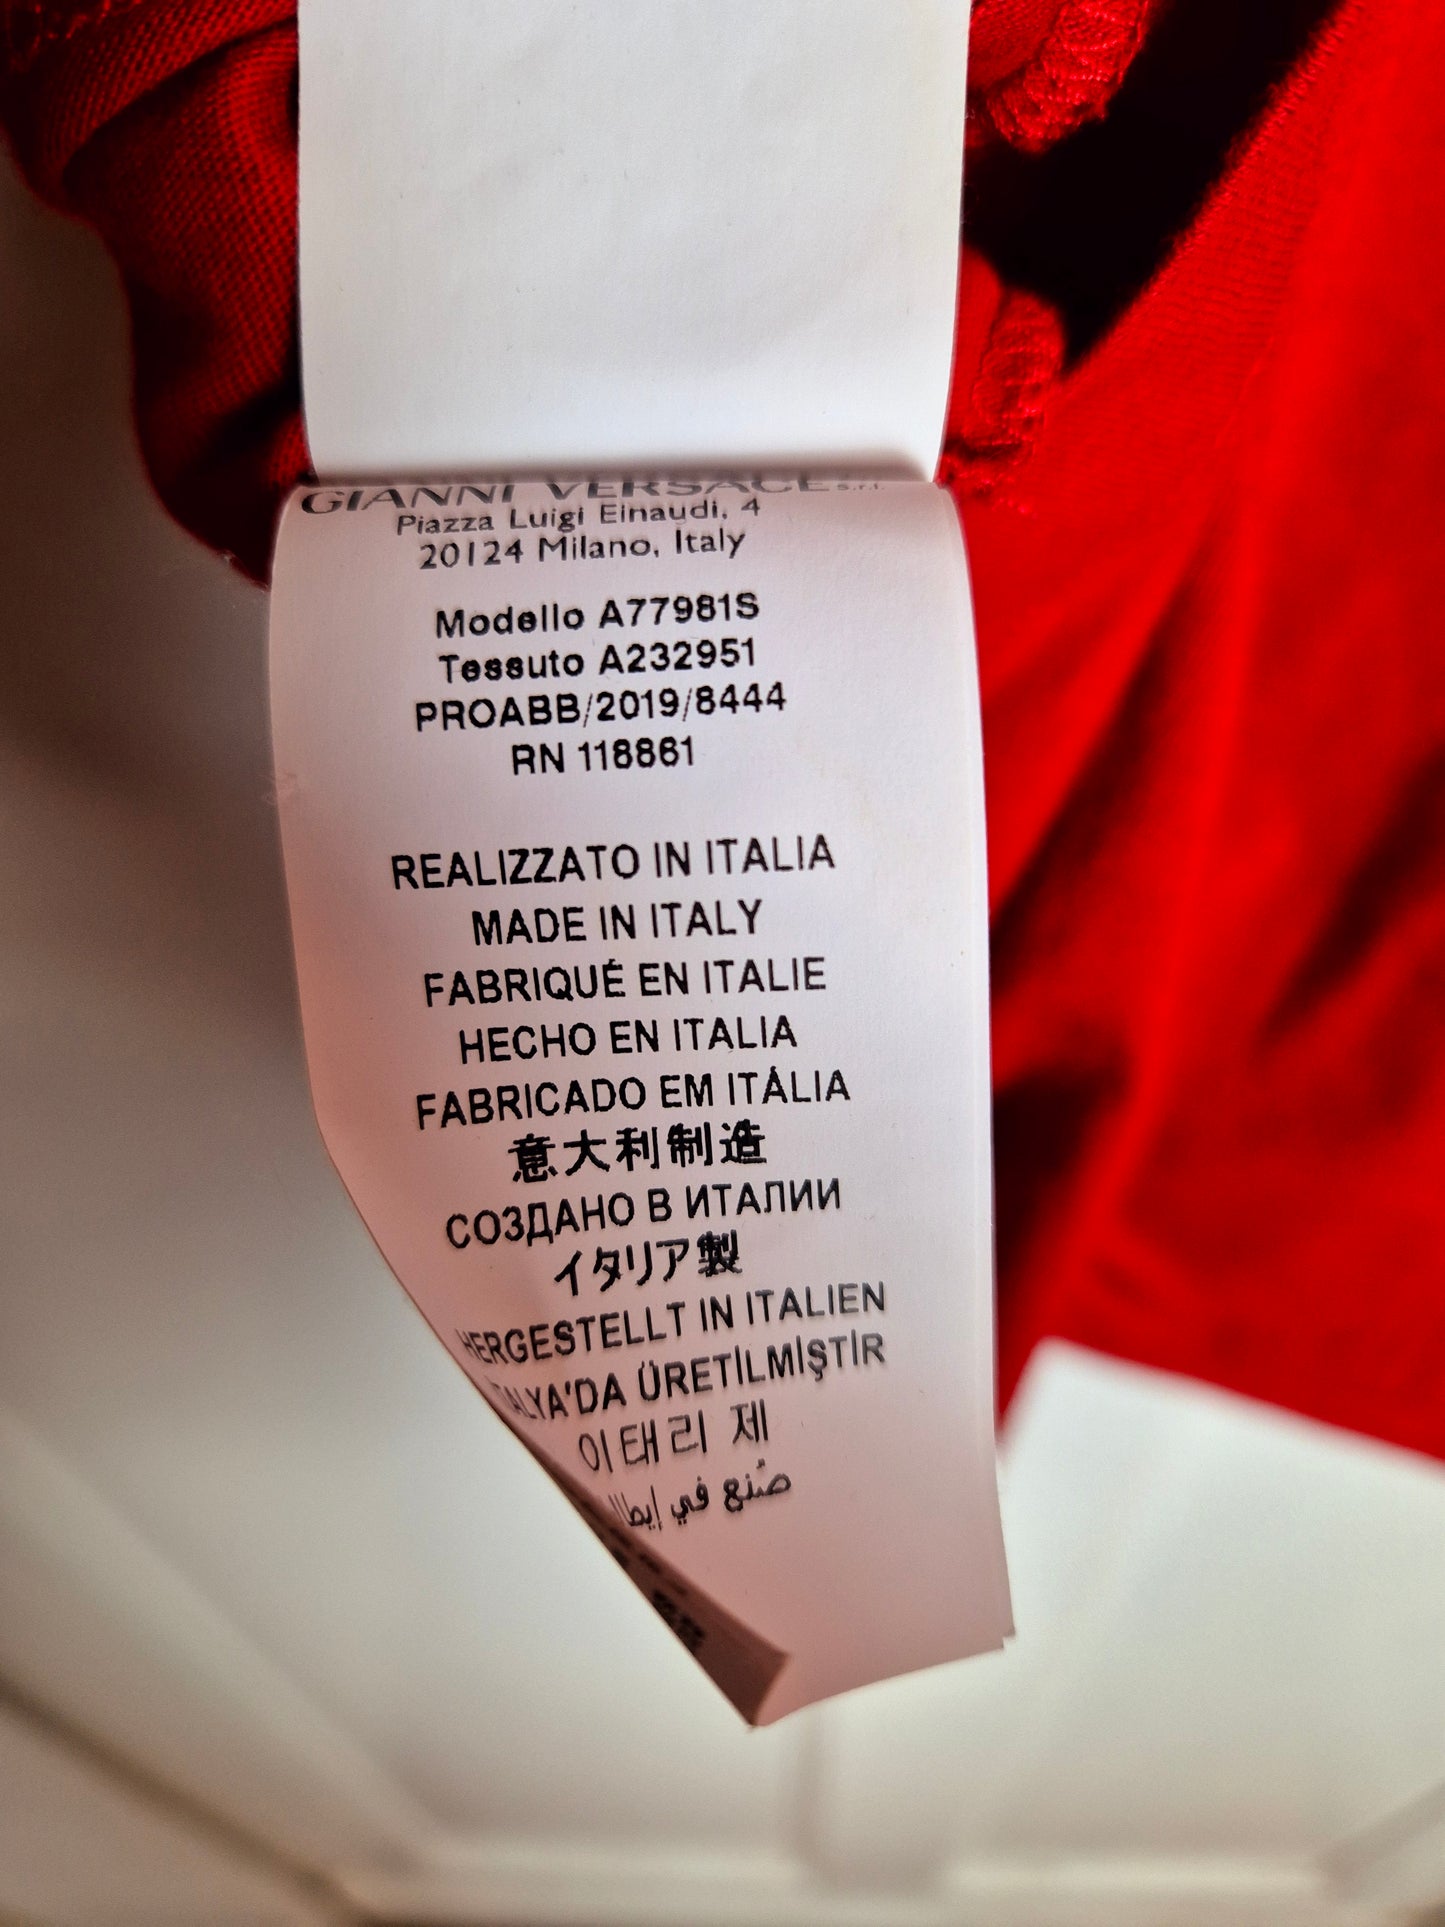 GIANNI VERSACE s.r.l.
Piazza Luigi Einaudi, 4
20124 Milano, Italy
Modello A77981S
Tessuto A232951
PROABB/2019/8444
RN 118861
REALIZZATO IN ITALIA
MADE IN ITALY
FABRIQUÉ EN ITALIE
HECHO EN ITALIA
FABRICADO EM ITÁLIA
意大利制造
СОЗДАНО В ИТАЛИИ
イタリア製
HERGESTELLT IN ITALIEN
İTALYA'DA ÜRETİLMİŞTİR
이태리 제
صُنع في